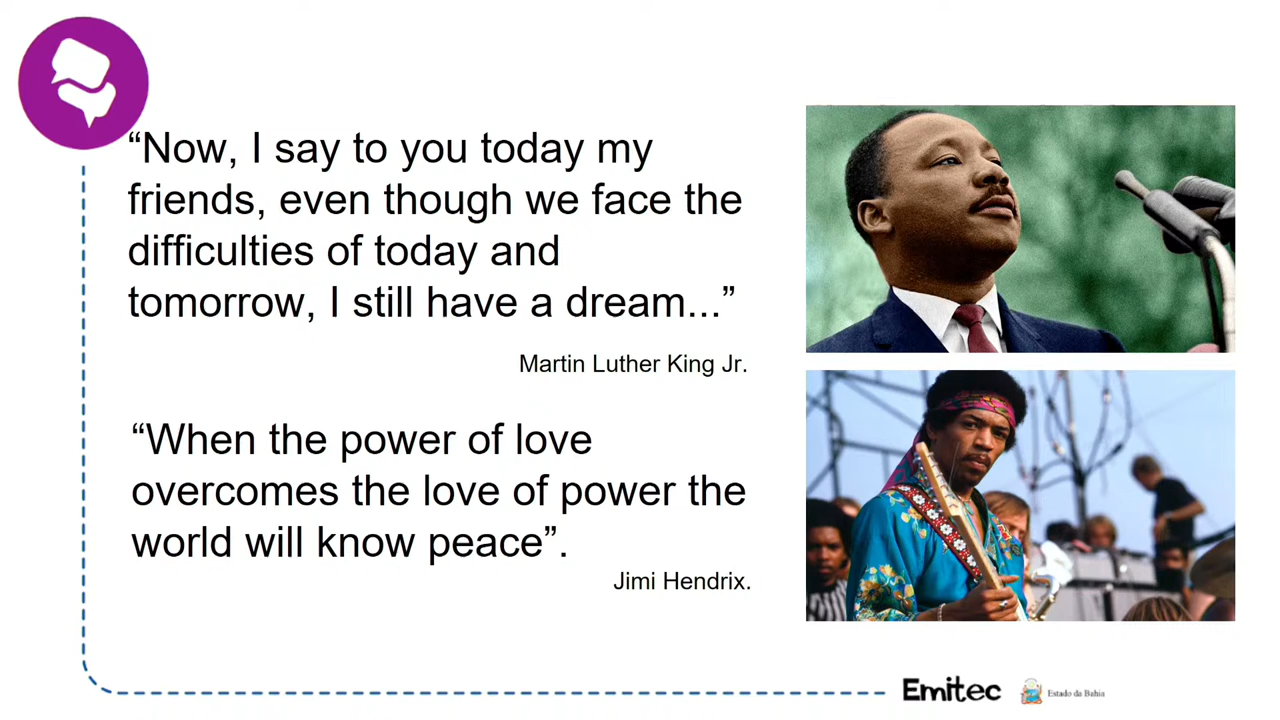 “Now, I say to you today my
friends, even though we face the
difficulties of today and
tomorrow, I still have a dream...”
Martin Luther King Jr.
“When the power of love
overcomes the love of power the
world will know peace”.
Jimi Hendrix.
Emitec
Estado da Bahia